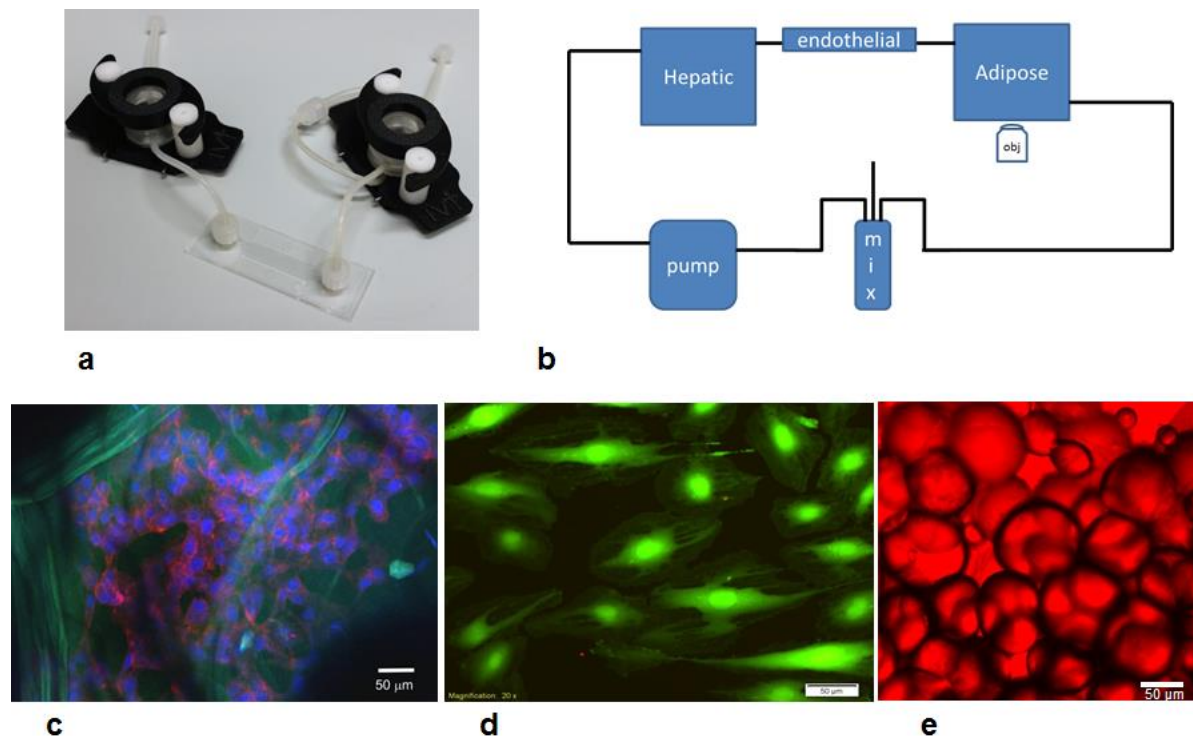 endothelial
Hepatic
Adipose
obj
pump
m
i
x
a
b
50 μm
Magnification: 20 x
50 μm
50 μm
c
d
e